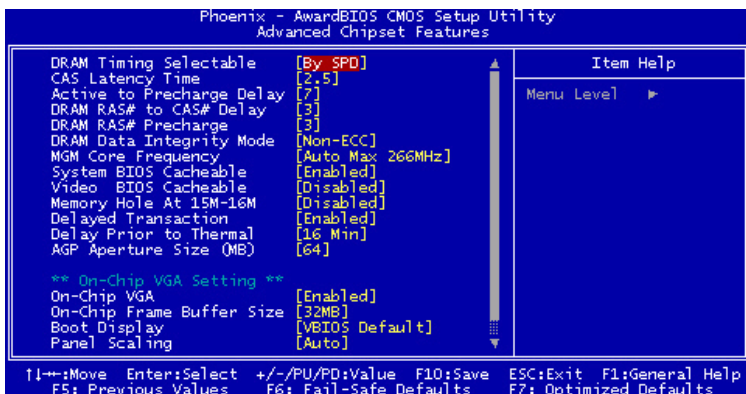 Phoenix - AwardBIOS CMOS Setup Utility
Advanced Chipset Features
DRAM Timing Selectable [By SPD]
CAS Latency Time [2.5]
Active to Precharge Delay [7]
DRAM RAS# to CAS# Delay [3]
DRAM RAS# Precharge [3]
DRAM Data Integrity Mode [Non-ECC]
MGM Core Frequency [Auto Max 266MHz]
System BIOS Cacheable [Enabled]
Video BIOS Cacheable [Disabled]
Memory Hole At 15M-16M [Disabled]
Delayed Transaction [Enabled]
Delay Prior to Thermal [16 Min]
AGP Aperture Size (MB) [64]
** On-Chip VGA Setting **
On-Chip VGA [Enabled]
On-Chip Frame Buffer Size [32MB]
Boot Display [VBIOS Default]
Panel Scaling [Auto]
Item Help
Menu Level ►
↑↓→←:Move Enter:Select +/-/PU/PD:Value F10:Save ESC:Exit F1:General Help
F5: Previous Values F6: Fail-Safe Defaults F7: Optimized Defaults